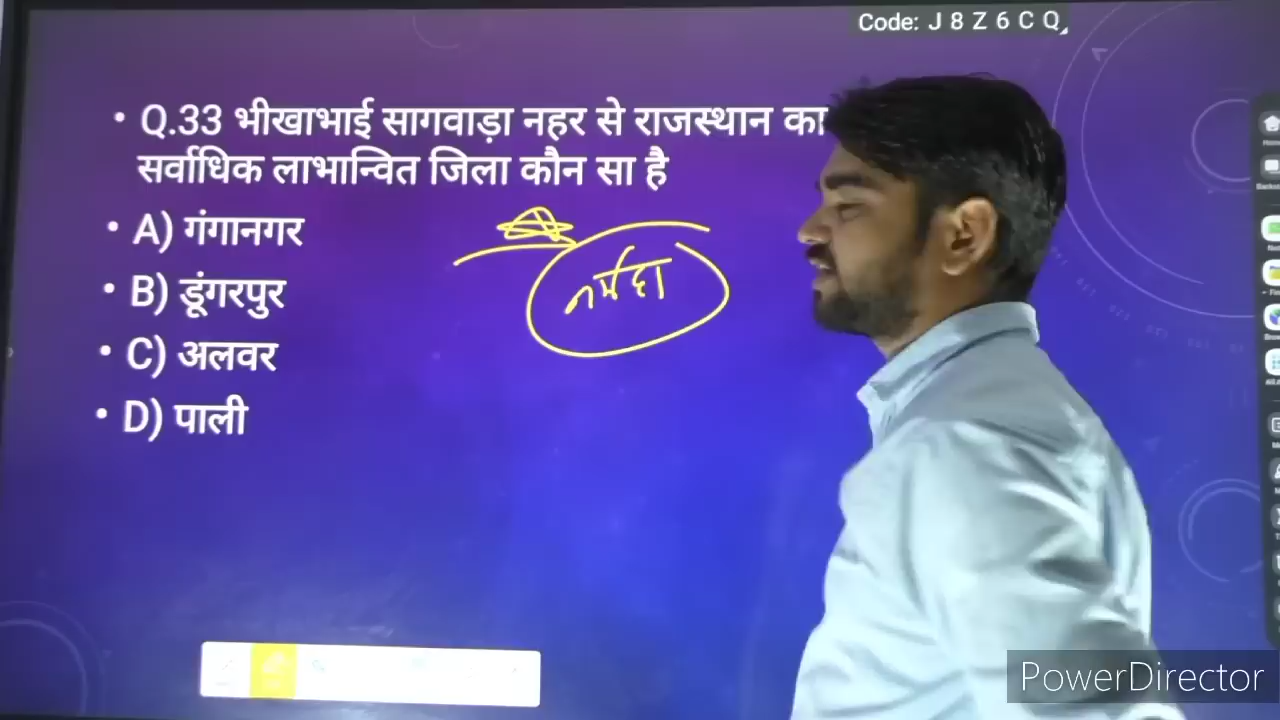 Code: J 8 Z 6 C Q
• Q.33 भीखाभाई सागवाड़ा नहर से राजस्थान का
सर्वाधिक लाभान्वित जिला कौन सा है
• A) गंगानगर
• B) डूंगरपुर
• C) अलवर
• D) पाली
नर्मदा
PowerDirector